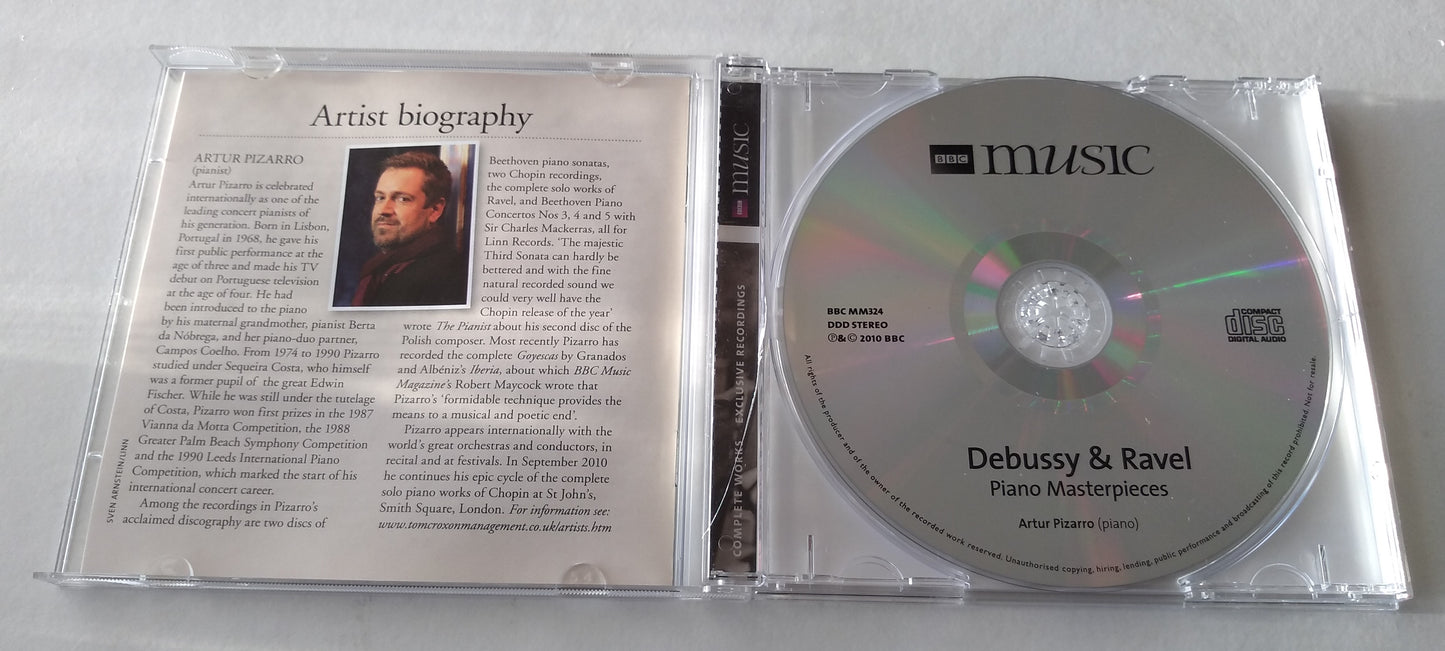 Artist biography
ARTUR PIZARRO
(pianist)
Artur Pizarro is celebrated
internationally as one of the
leading concert pianists of
his generation. Born in Lisbon,
Portugal in 1968, he gave his
first public performance at the
age of three and made his TV
debut on Portuguese television
at the age of four. He had
been introduced to the piano
by his maternal grandmother, pianist Berta
da Nóbrega, and her piano-duo partner,
Campos Coelho. From 1974 to 1990 Pizarro
studied under Sequeira Costa, who himself
was a former pupil of the great Edwin
Fischer. While he was still under the tutelage
of Costa, Pizarro won first prizes in the 1987
Vianna da Motta Competition, the 1988
Greater Palm Beach Symphony Competition
and the 1990 Leeds International Piano
Competition, which marked the start of his
international concert career.
Among the recordings in Pizarro's
acclaimed discography are two discs of
SVEN ARNSTEIN/LINN
Beethoven piano sonatas,
two Chopin recordings,
the complete solo works of
Ravel, and Beethoven Piano
Concertos Nos 3, 4 and 5 with
Sir Charles Mackerras, all for
Linn Records. 'The majestic
Third Sonata can hardly be
bettered and with the fine
natural recorded sound we
could very well have the
Chopin release of the year'
wrote The Pianist about his second disc of the
Polish composer. Most recently Pizarro has
recorded the complete Goyescas by Granados
and Albéniz's Iberia, about which BBC Music
Magazine's Robert Maycock wrote that
Pizarro's 'formidable technique provides the
means to a musical and poetic end'.
Pizarro appears internationally with the
world's great orchestras and conductors, in
recital and at festivals. In September 2010
he continues his epic cycle of the complete
solo piano works of Chopin at St John's,
Smith Square, London. For information see:
www.tomcroxonmanagement.co.uk/artists.htm
BBC music
COMPLETE WORKS EXCLUSIVE RECORDINGS
BBC music
BBC MM324
DDD STEREO
℗&© 2010 BBC
COMPACT
disc
DIGITAL AUDIO
Debussy & Ravel
Piano Masterpieces
Artur Pizarro (piano)
All rights of the producer and of the owner of the recorded work reserved. Unauthorised copying, hiring, lending, public performance and broadcasting of this record prohibited. Not for resale.